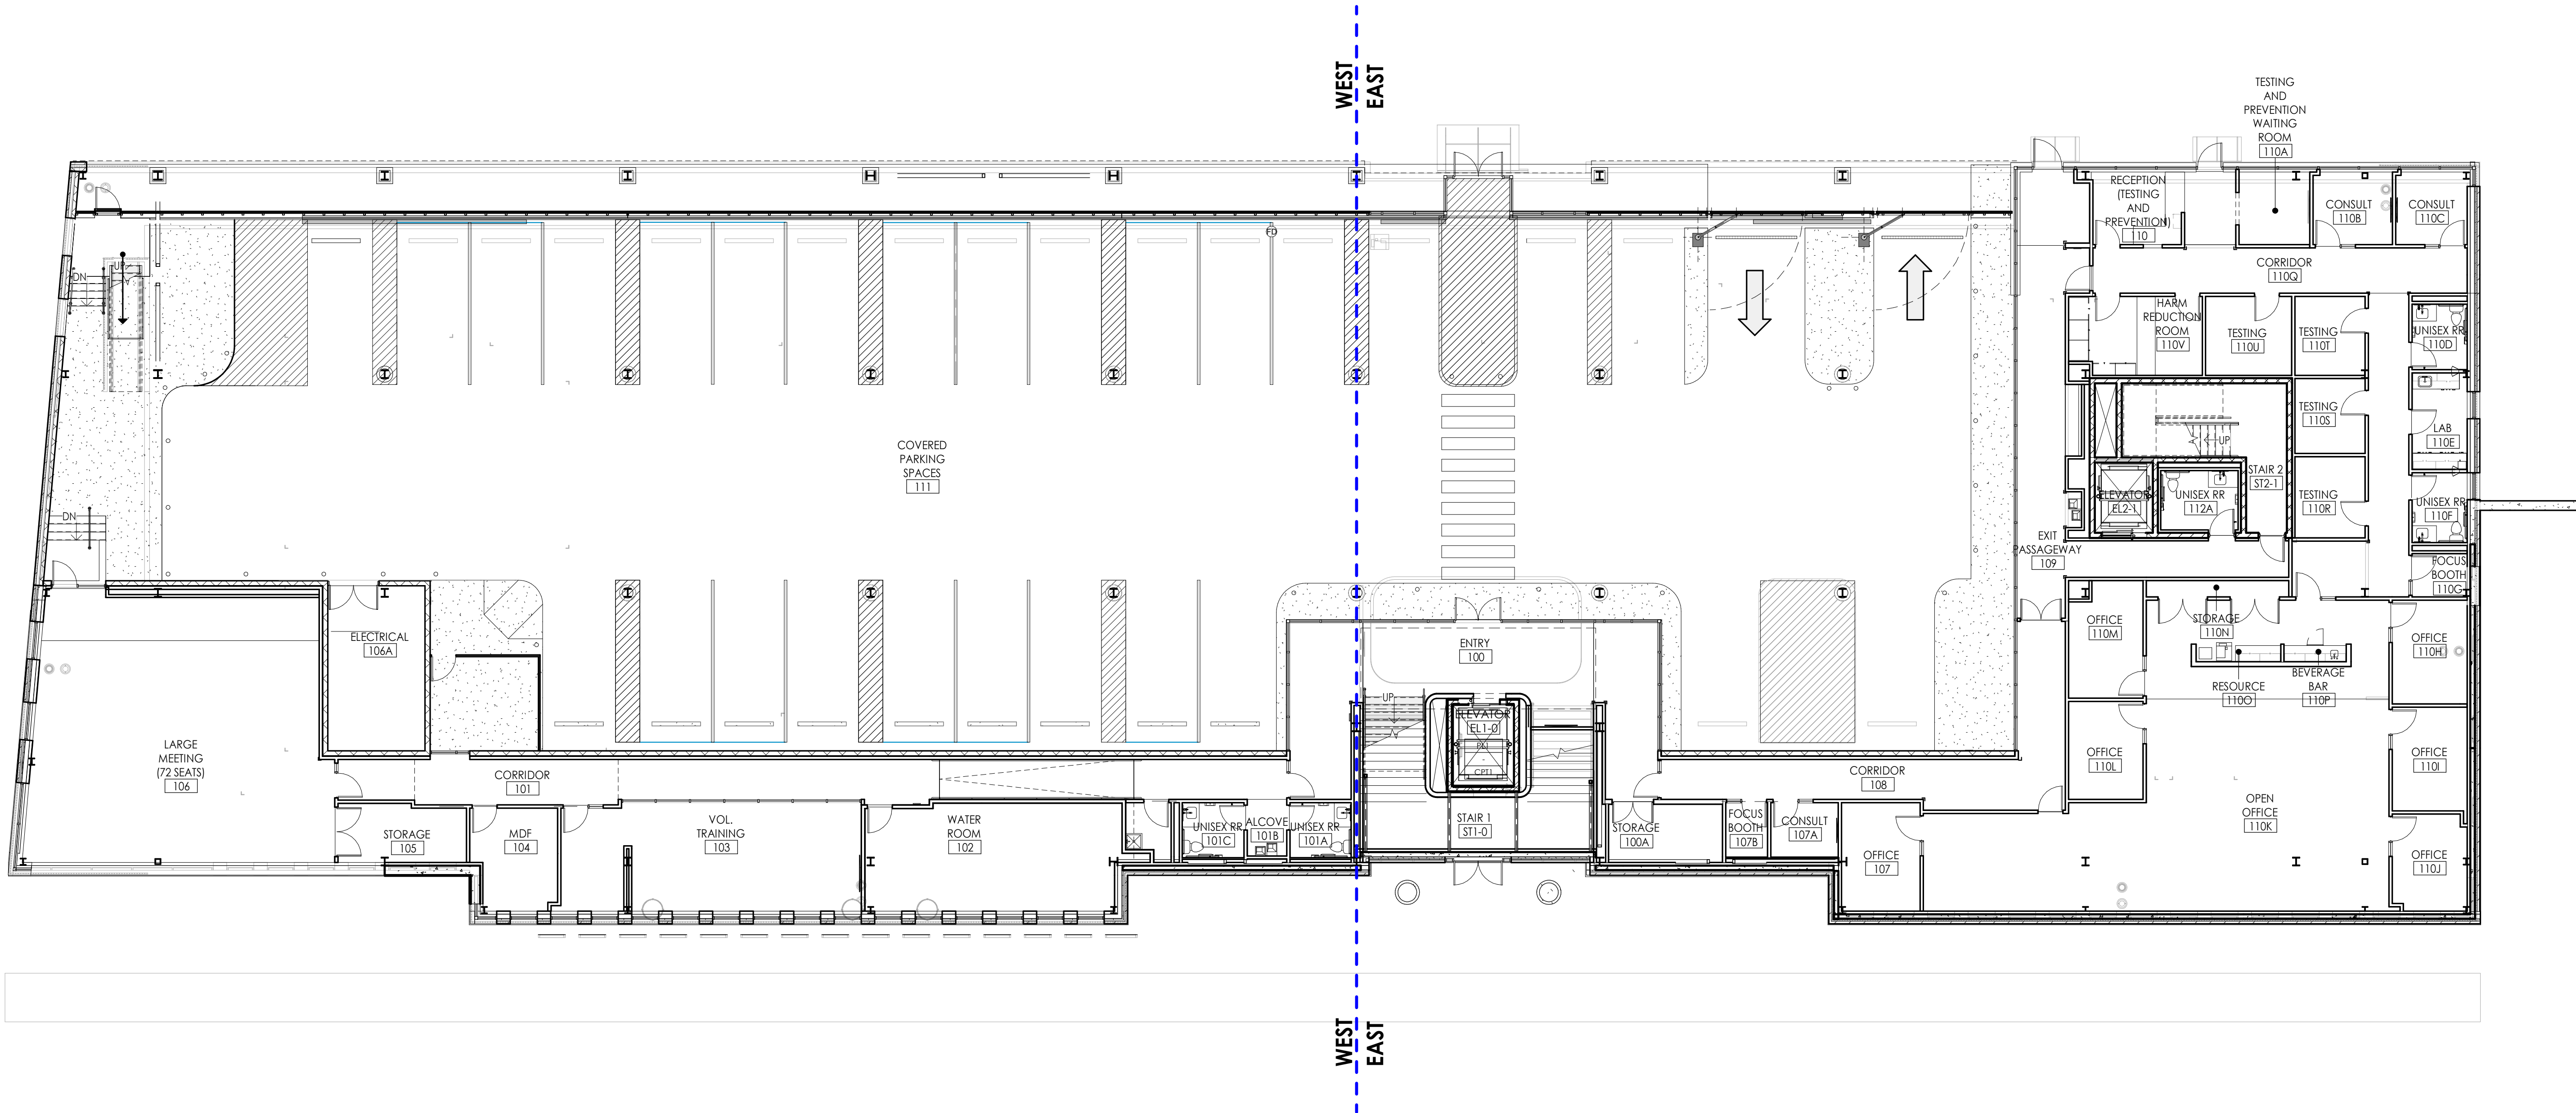 WEST
EAST
TESTING
AND
PREVENTION
WAITING
ROOM
110A
RECEPTION
(TESTING
AND
PREVENTION)
110
CONSULT
110B
CONSULT
110C
CORRIDOR
110Q
FD
UP
DN
HARM
REDUCTION
ROOM
110V
TESTING
110U
TESTING
110T
UNISEX RR
110D
TESTING
110S
LAB
110E
UP
COVERED
PARKING
SPACES
111
STAIR 2
ST2-1
ELEVATOR
EL2-1
UNISEX RR
112A
TESTING
110R
UNISEX RR
110F
DN
EXIT
PASSAGEWAY
109
FOCUS
BOOTH
110G
ELECTRICAL
106A
ENTRY
100
OFFICE
110M
STORAGE
110N
OFFICE
110H
RESOURCE
110O
BEVERAGE
BAR
110P
UP
ELEVATOR
EL1-0
CPT1
LARGE
MEETING
(72 SEATS)
106
CORRIDOR
101
CORRIDOR
108
OFFICE
110L
OFFICE
110I
OPEN
OFFICE
110K
STORAGE
105
MDF
104
VOL.
TRAINING
103
WATER
ROOM
102
UNISEX RR
101C
ALCOVE
101B
UNISEX RR
101A
STAIR 1
ST1-0
STORAGE
100A
FOCUS
BOOTH
107B
CONSULT
107A
OFFICE
107
OFFICE
110J
WEST
EAST